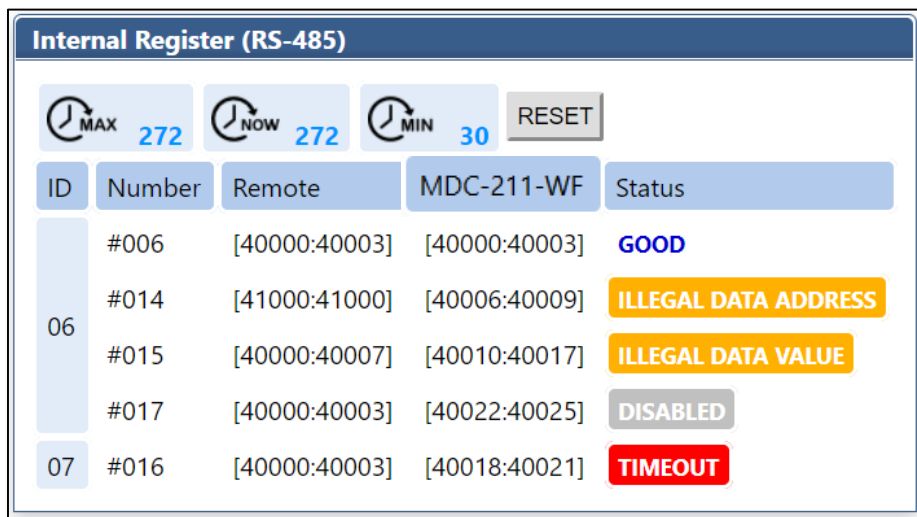 Internal Register (RS-485)
MAX 272 NOW 272 MIN 30 RESET
ID Number Remote MDC-211-WF Status
06
#006 [40000:40003] [40000:40003] GOOD
#014 [41000:41000] [40006:40009] ILLEGAL DATA ADDRESS
#015 [40000:40007] [40010:40017] ILLEGAL DATA VALUE
#017 [40000:40003] [40022:40025] DISABLED
07 #016 [40000:40003] [40018:40021] TIMEOUT